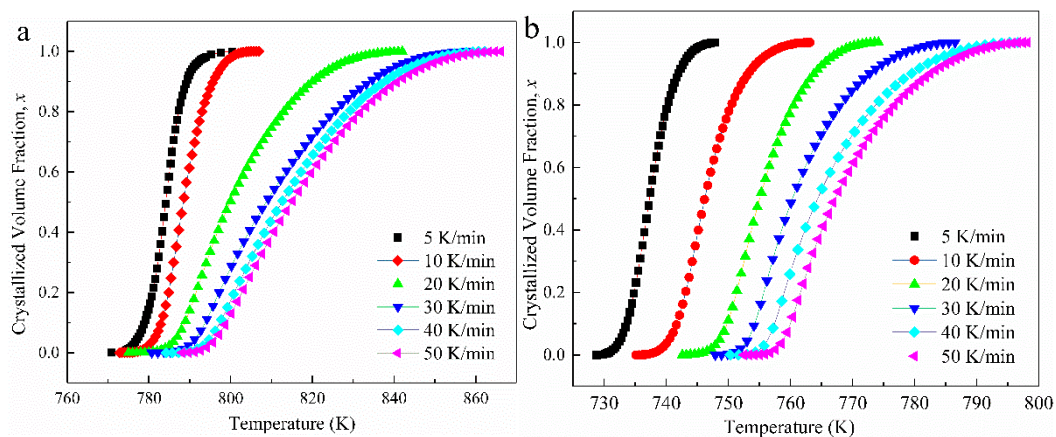 a
Crystallized Volume Fraction, x
1.0
0.8
0.6
0.4
0.2
0.0
5 K/min
10 K/min
20 K/min
30 K/min
40 K/min
50 K/min
760 780 800 820 840 860
Temperature (K)
b
Crystallized Volume Fraction, x
1.0
0.8
0.6
0.4
0.2
0.0
5 K/min
10 K/min
20 K/min
30 K/min
40 K/min
50 K/min
730 740 750 760 770 780 790 800
Temperature (K)